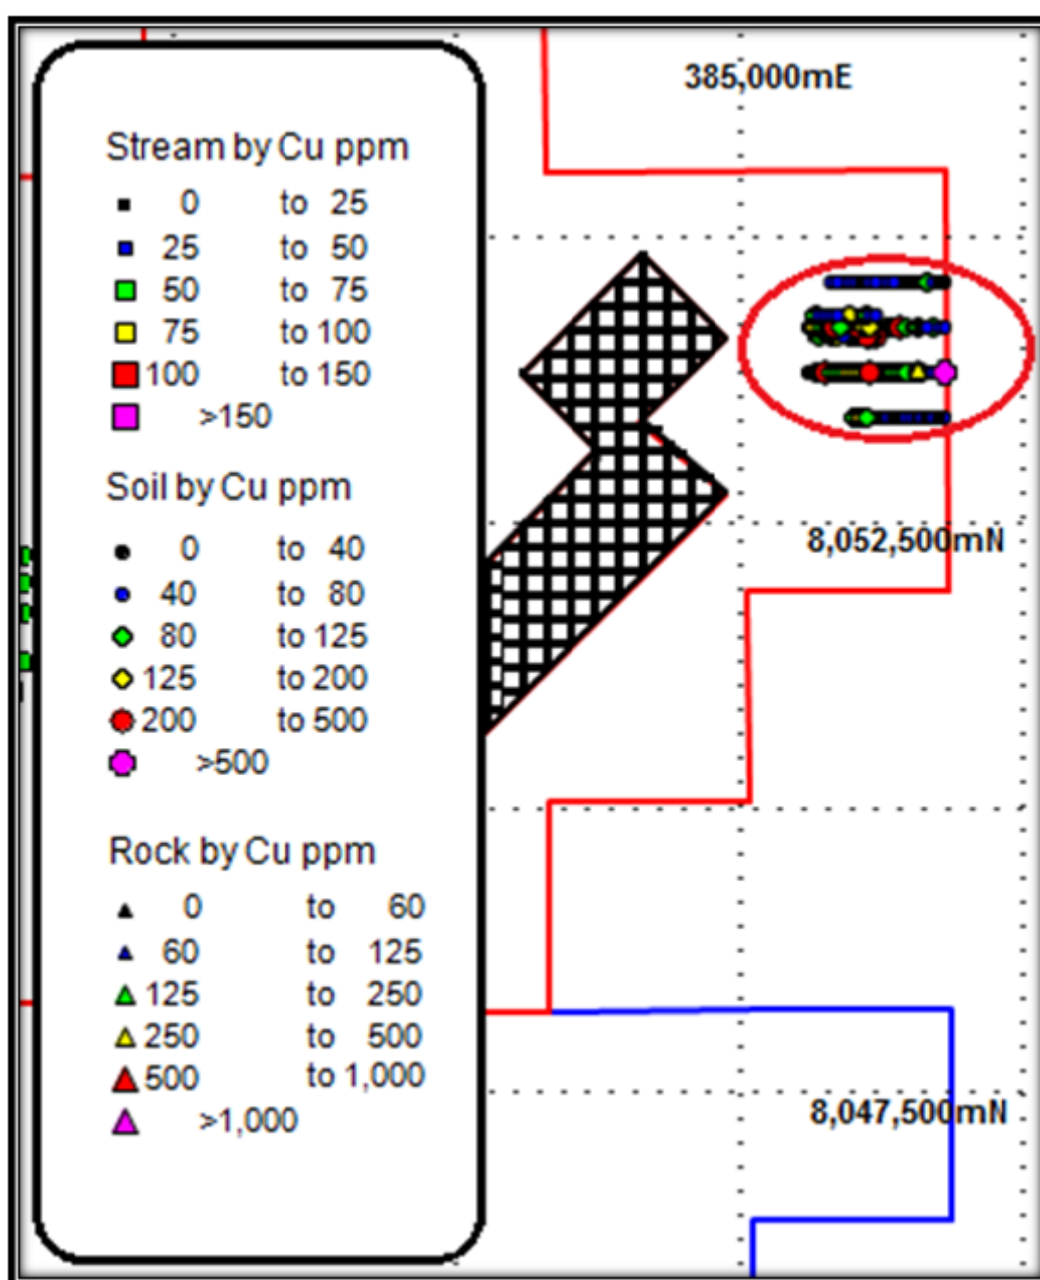 385,000mE
Stream by Cu ppm
0 to 25
25 to 50
50 to 75
75 to 100
100 to 150
>150
Soil by Cu ppm
0 to 40
40 to 80
80 to 125
125 to 200
200 to 500
>500
8,052,500mN
Rock by Cu ppm
0 to 60
60 to 125
125 to 250
250 to 500
500 to 1,000
>1,000
8,047,500mN